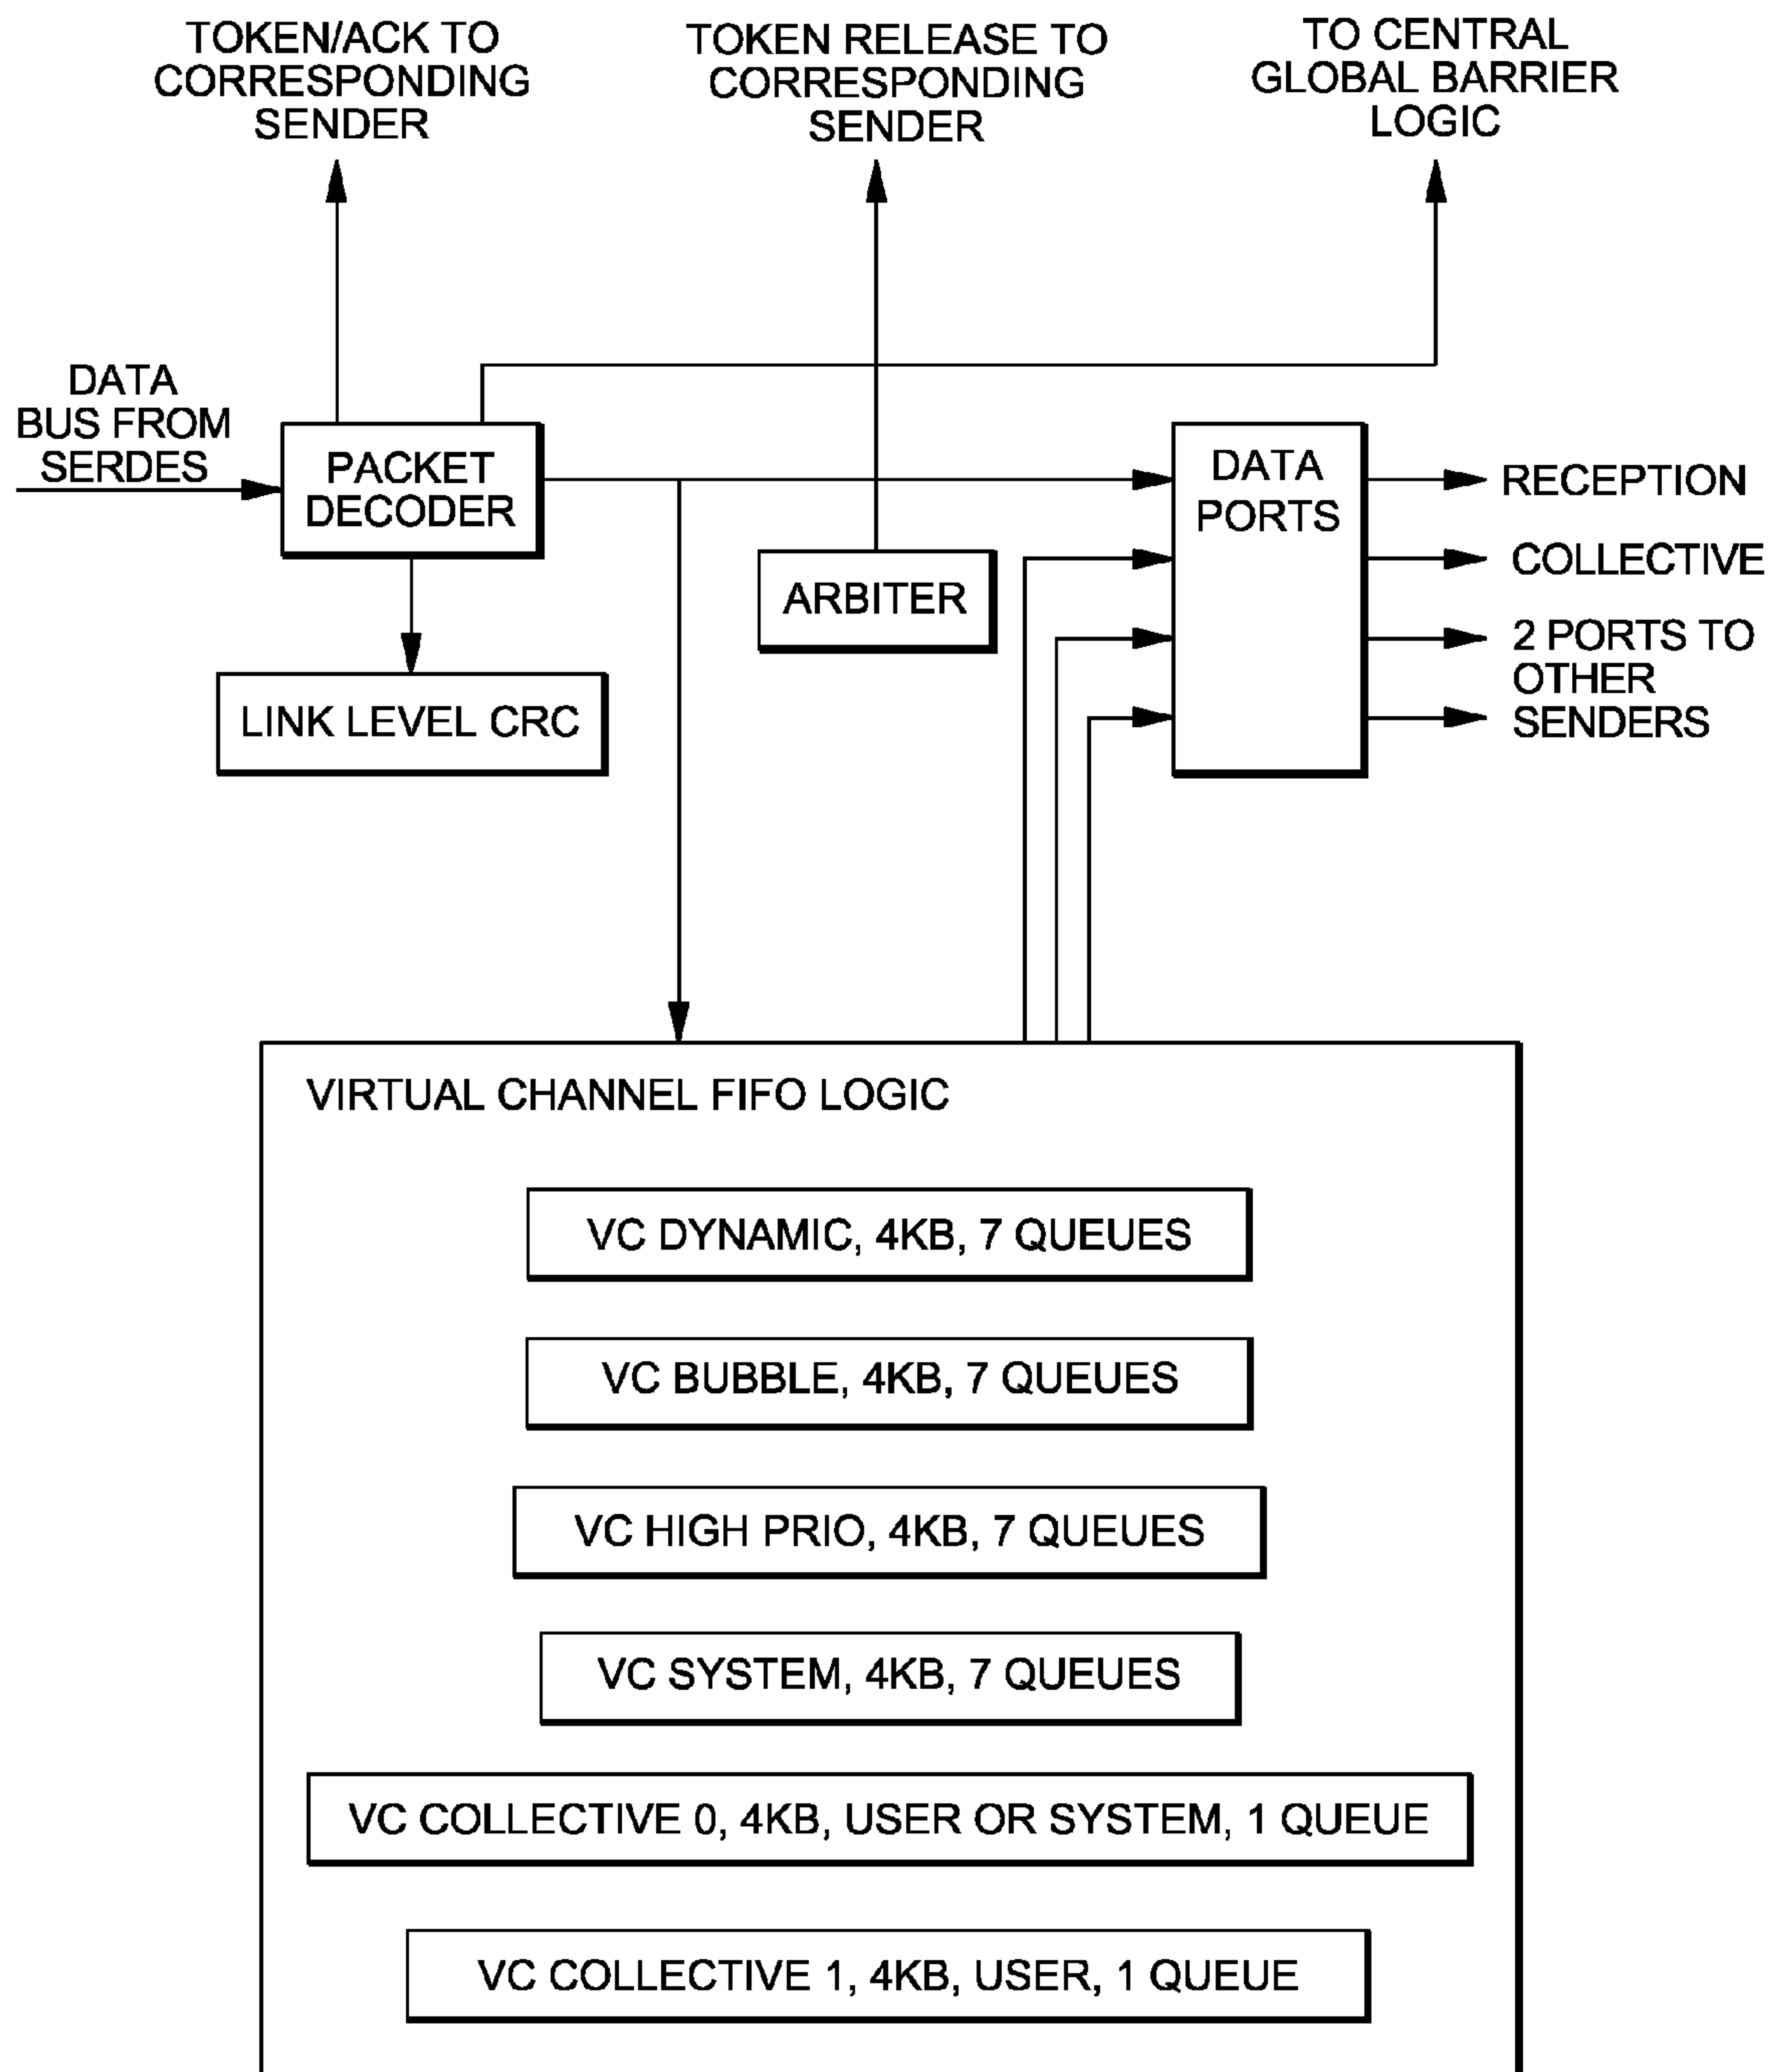 TOKEN/ACK TO
CORRESPONDING
SENDER
TOKEN RELEASE TO
CORRESPONDING
SENDER
TO CENTRAL
GLOBAL BARRIER
LOGIC
DATA
BUS FROM
SERDES
PACKET
DECODER
DATA
PORTS
RECEPTION
COLLECTIVE
2 PORTS TO
OTHER
SENDERS
ARBITER
LINK LEVEL CRC
VIRTUAL CHANNEL FIFO LOGIC
VC DYNAMIC, 4KB, 7 QUEUES
VC BUBBLE, 4KB, 7 QUEUES
VC HIGH PRIO, 4KB, 7 QUEUES
VC SYSTEM, 4KB, 7 QUEUES
VC COLLECTIVE 0, 4KB, USER OR SYSTEM, 1 QUEUE
VC COLLECTIVE 1, 4KB, USER, 1 QUEUE